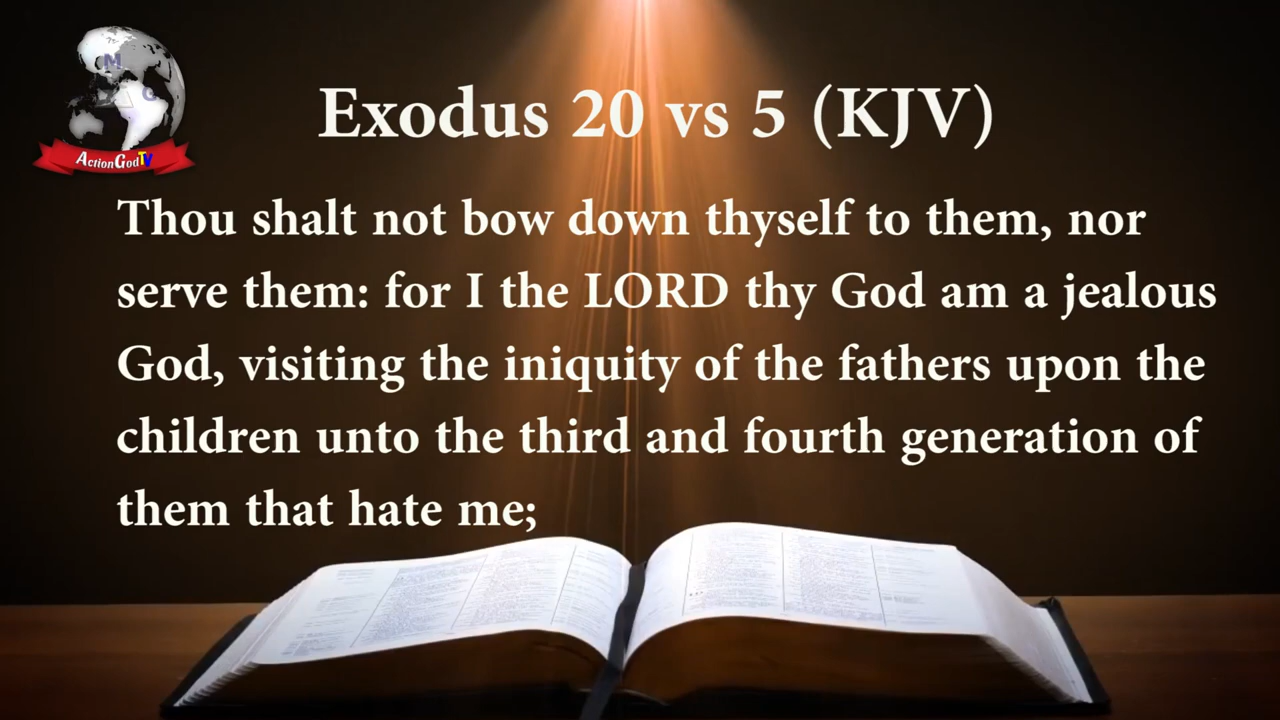 M
G
ActionGodTV
Exodus 20 vs 5 (KJV)
Thou shalt not bow down thyself to them, nor
serve them: for I the LORD thy God am a jealous
God, visiting the iniquity of the fathers upon the
children unto the third and fourth generation of
them that hate me;